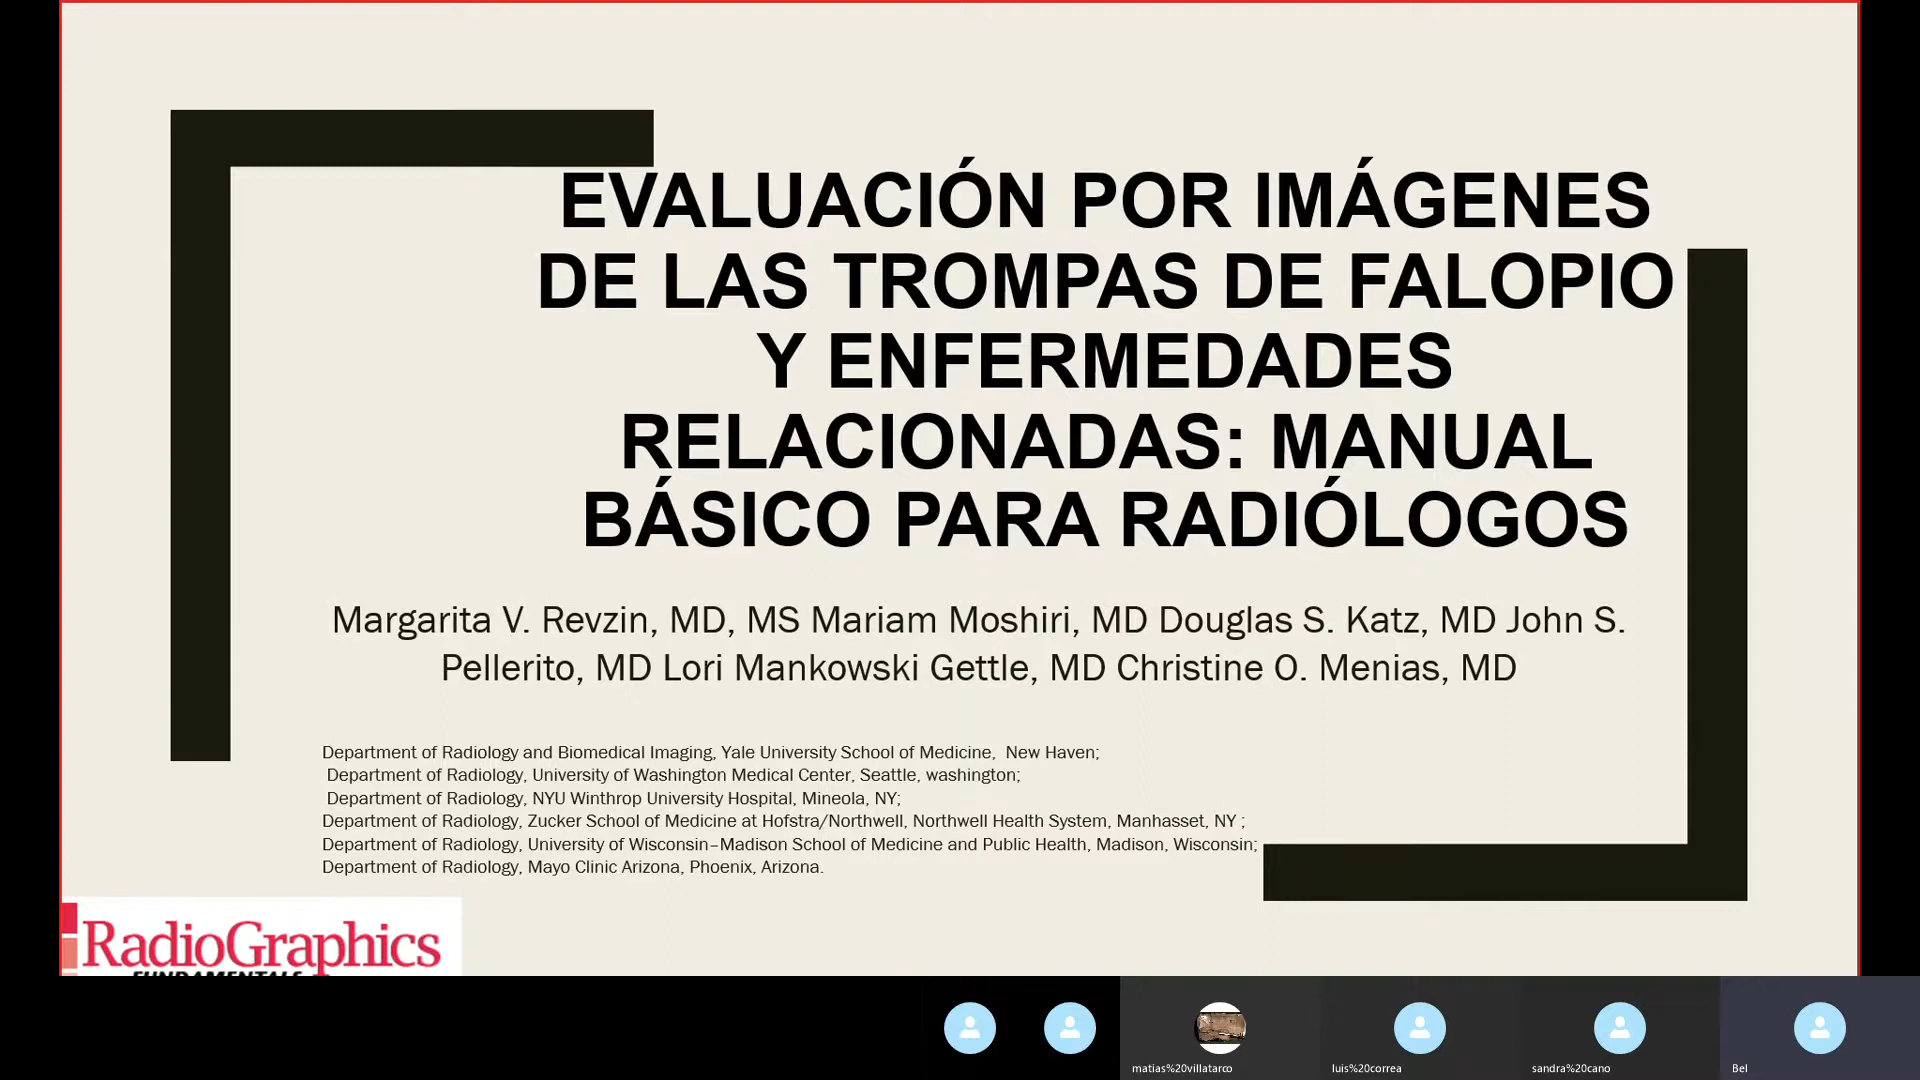 EVALUACIÓN POR IMÁGENES
DE LAS TROMPAS DE FALOPIO
Y ENFERMEDADES
RELACIONADAS: MANUAL
BÁSICO PARA RADIÓLOGOS
Margarita V. Revzin, MD, MS Mariam Moshiri, MD Douglas S. Katz, MD John S.
Pellerito, MD Lori Mankowski Gettle, MD Christine O. Menias, MD
Department of Radiology and Biomedical Imaging, Yale University School of Medicine, New Haven;
Department of Radiology, University of Washington Medical Center, Seattle, washington;
Department of Radiology, NYU Winthrop University Hospital, Mineola, NY;
Department of Radiology, Zucker School of Medicine at Hofstra/Northwell, Northwell Health System, Manhasset, NY ;
Department of Radiology, University of Wisconsin–Madison School of Medicine and Public Health, Madison, Wisconsin;
Department of Radiology, Mayo Clinic Arizona, Phoenix, Arizona.
RadioGraphics
FUNDAMENTALS
matias%20villatarco
luis%20correa
sandra%20cano
Bel